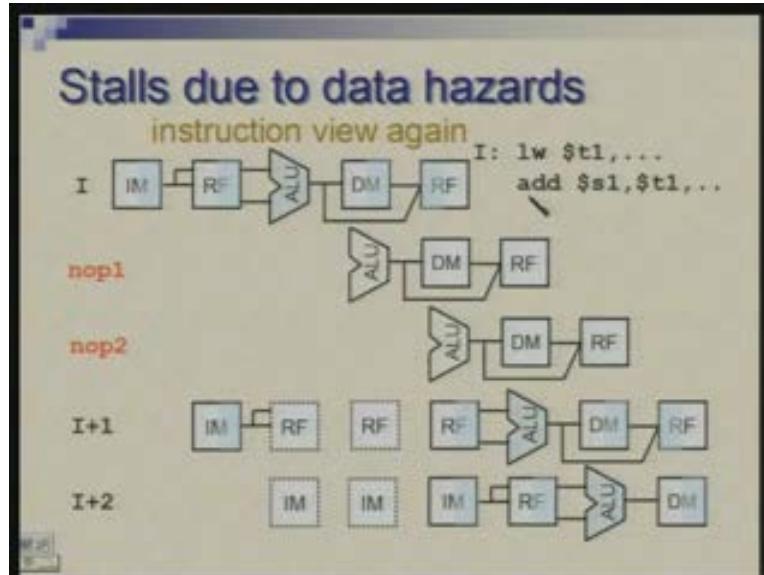 Stalls due to data hazards
instruction view again
I: lw $t1,...
add $s1,$t1,..
I IM RF ALU DM RF
nop1 ALU DM RF
nop2 ALU DM RF
I+1 IM RF RF RF ALU DM RF
I+2 IM IM IM RF ALU DM